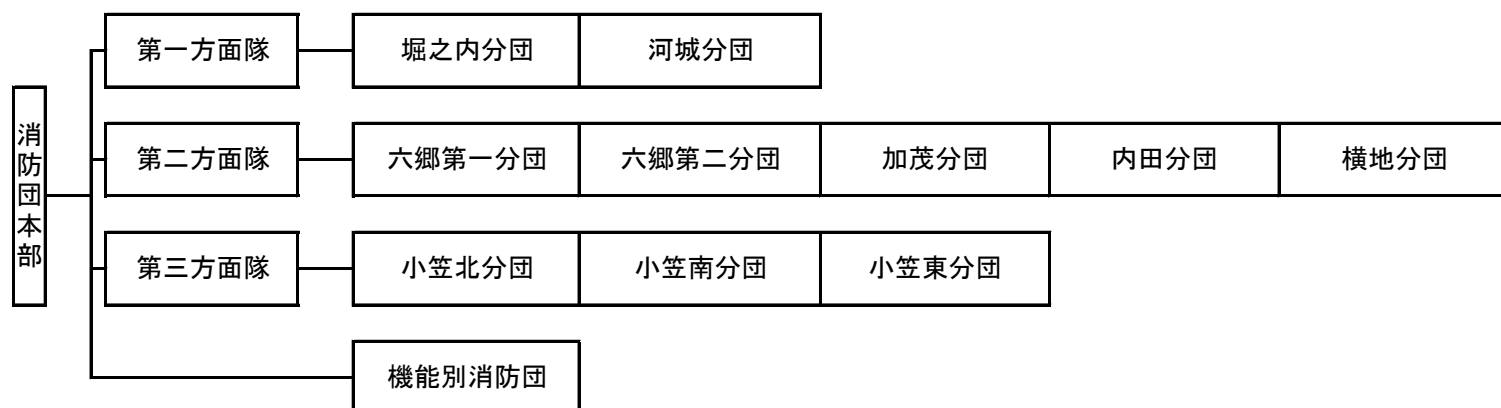 消防団本部
第一方面隊 堀之内分団 河城分団
第二方面隊 六郷第一分団 六郷第二分団 加茂分団 内田分団 横地分団
第三方面隊 小笠北分団 小笠南分団 小笠東分団
機能別消防団